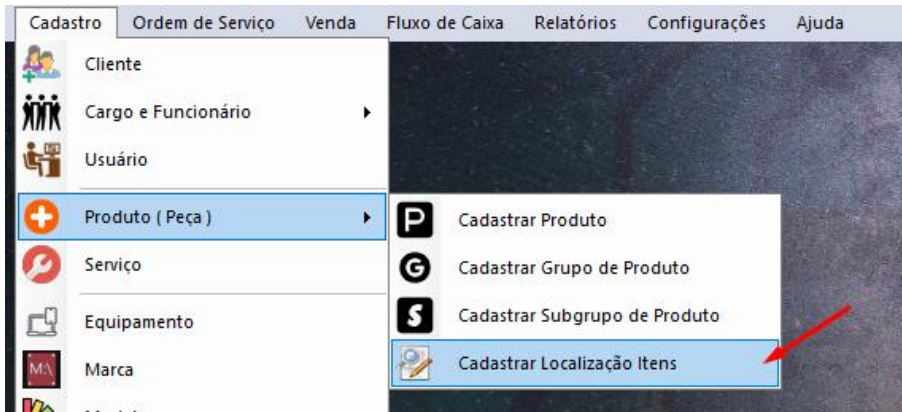 Cadastro Ordem de Serviço Venda Fluxo de Caixa Relatórios Configurações Ajuda
Cliente
Cargo e Funcionário
Usuário
Produto ( Peça )
Serviço
Equipamento
Marca
P Cadastrar Produto
G Cadastrar Grupo de Produto
S Cadastrar Subgrupo de Produto
Cadastrar Localização Itens